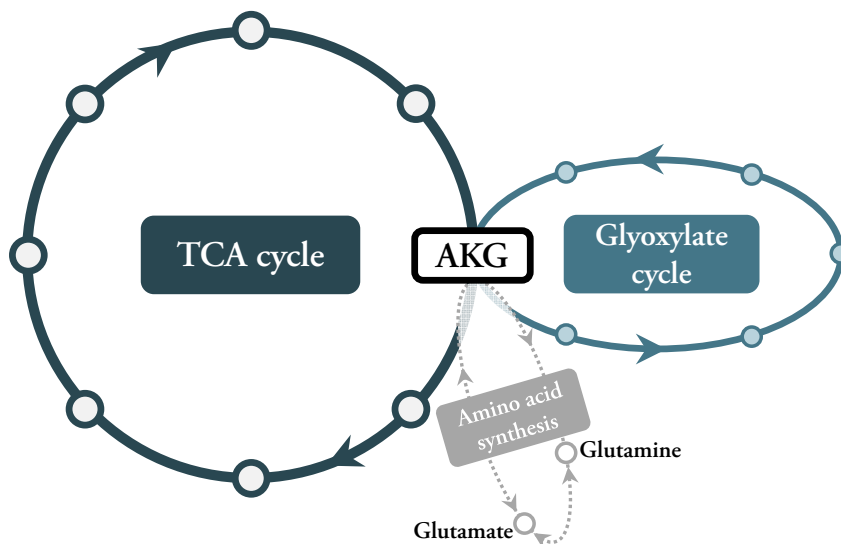 TCA cycle
AKG
Glyoxylate
cycle
Amino acid
synthesis
Glutamine
Glutamate